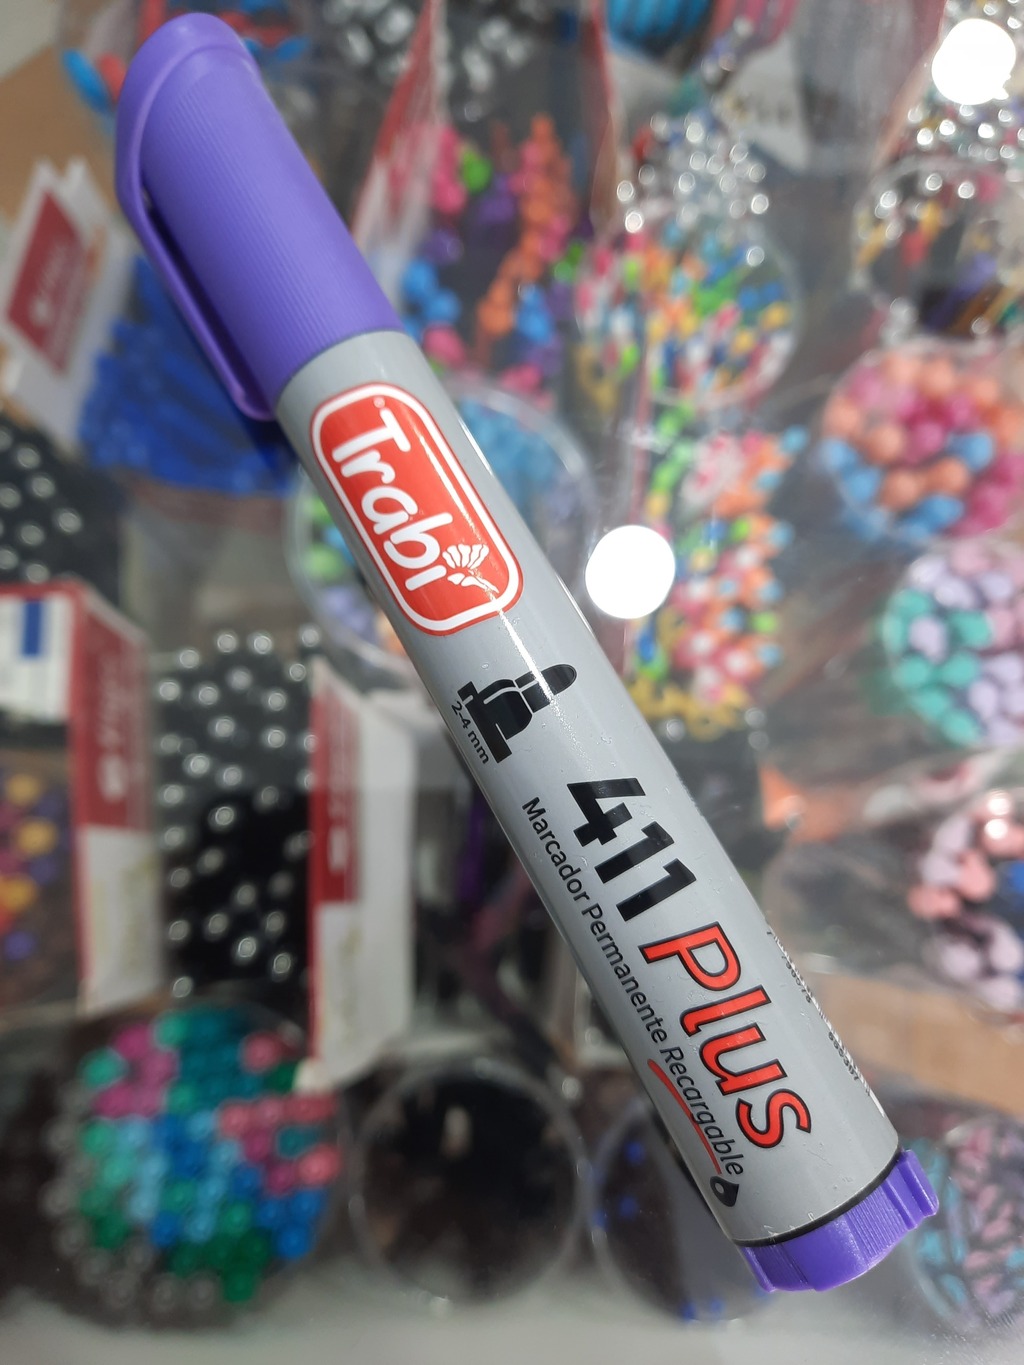 Trabi
2-4 mm
411 Plus
Marcador Permanente Recargable